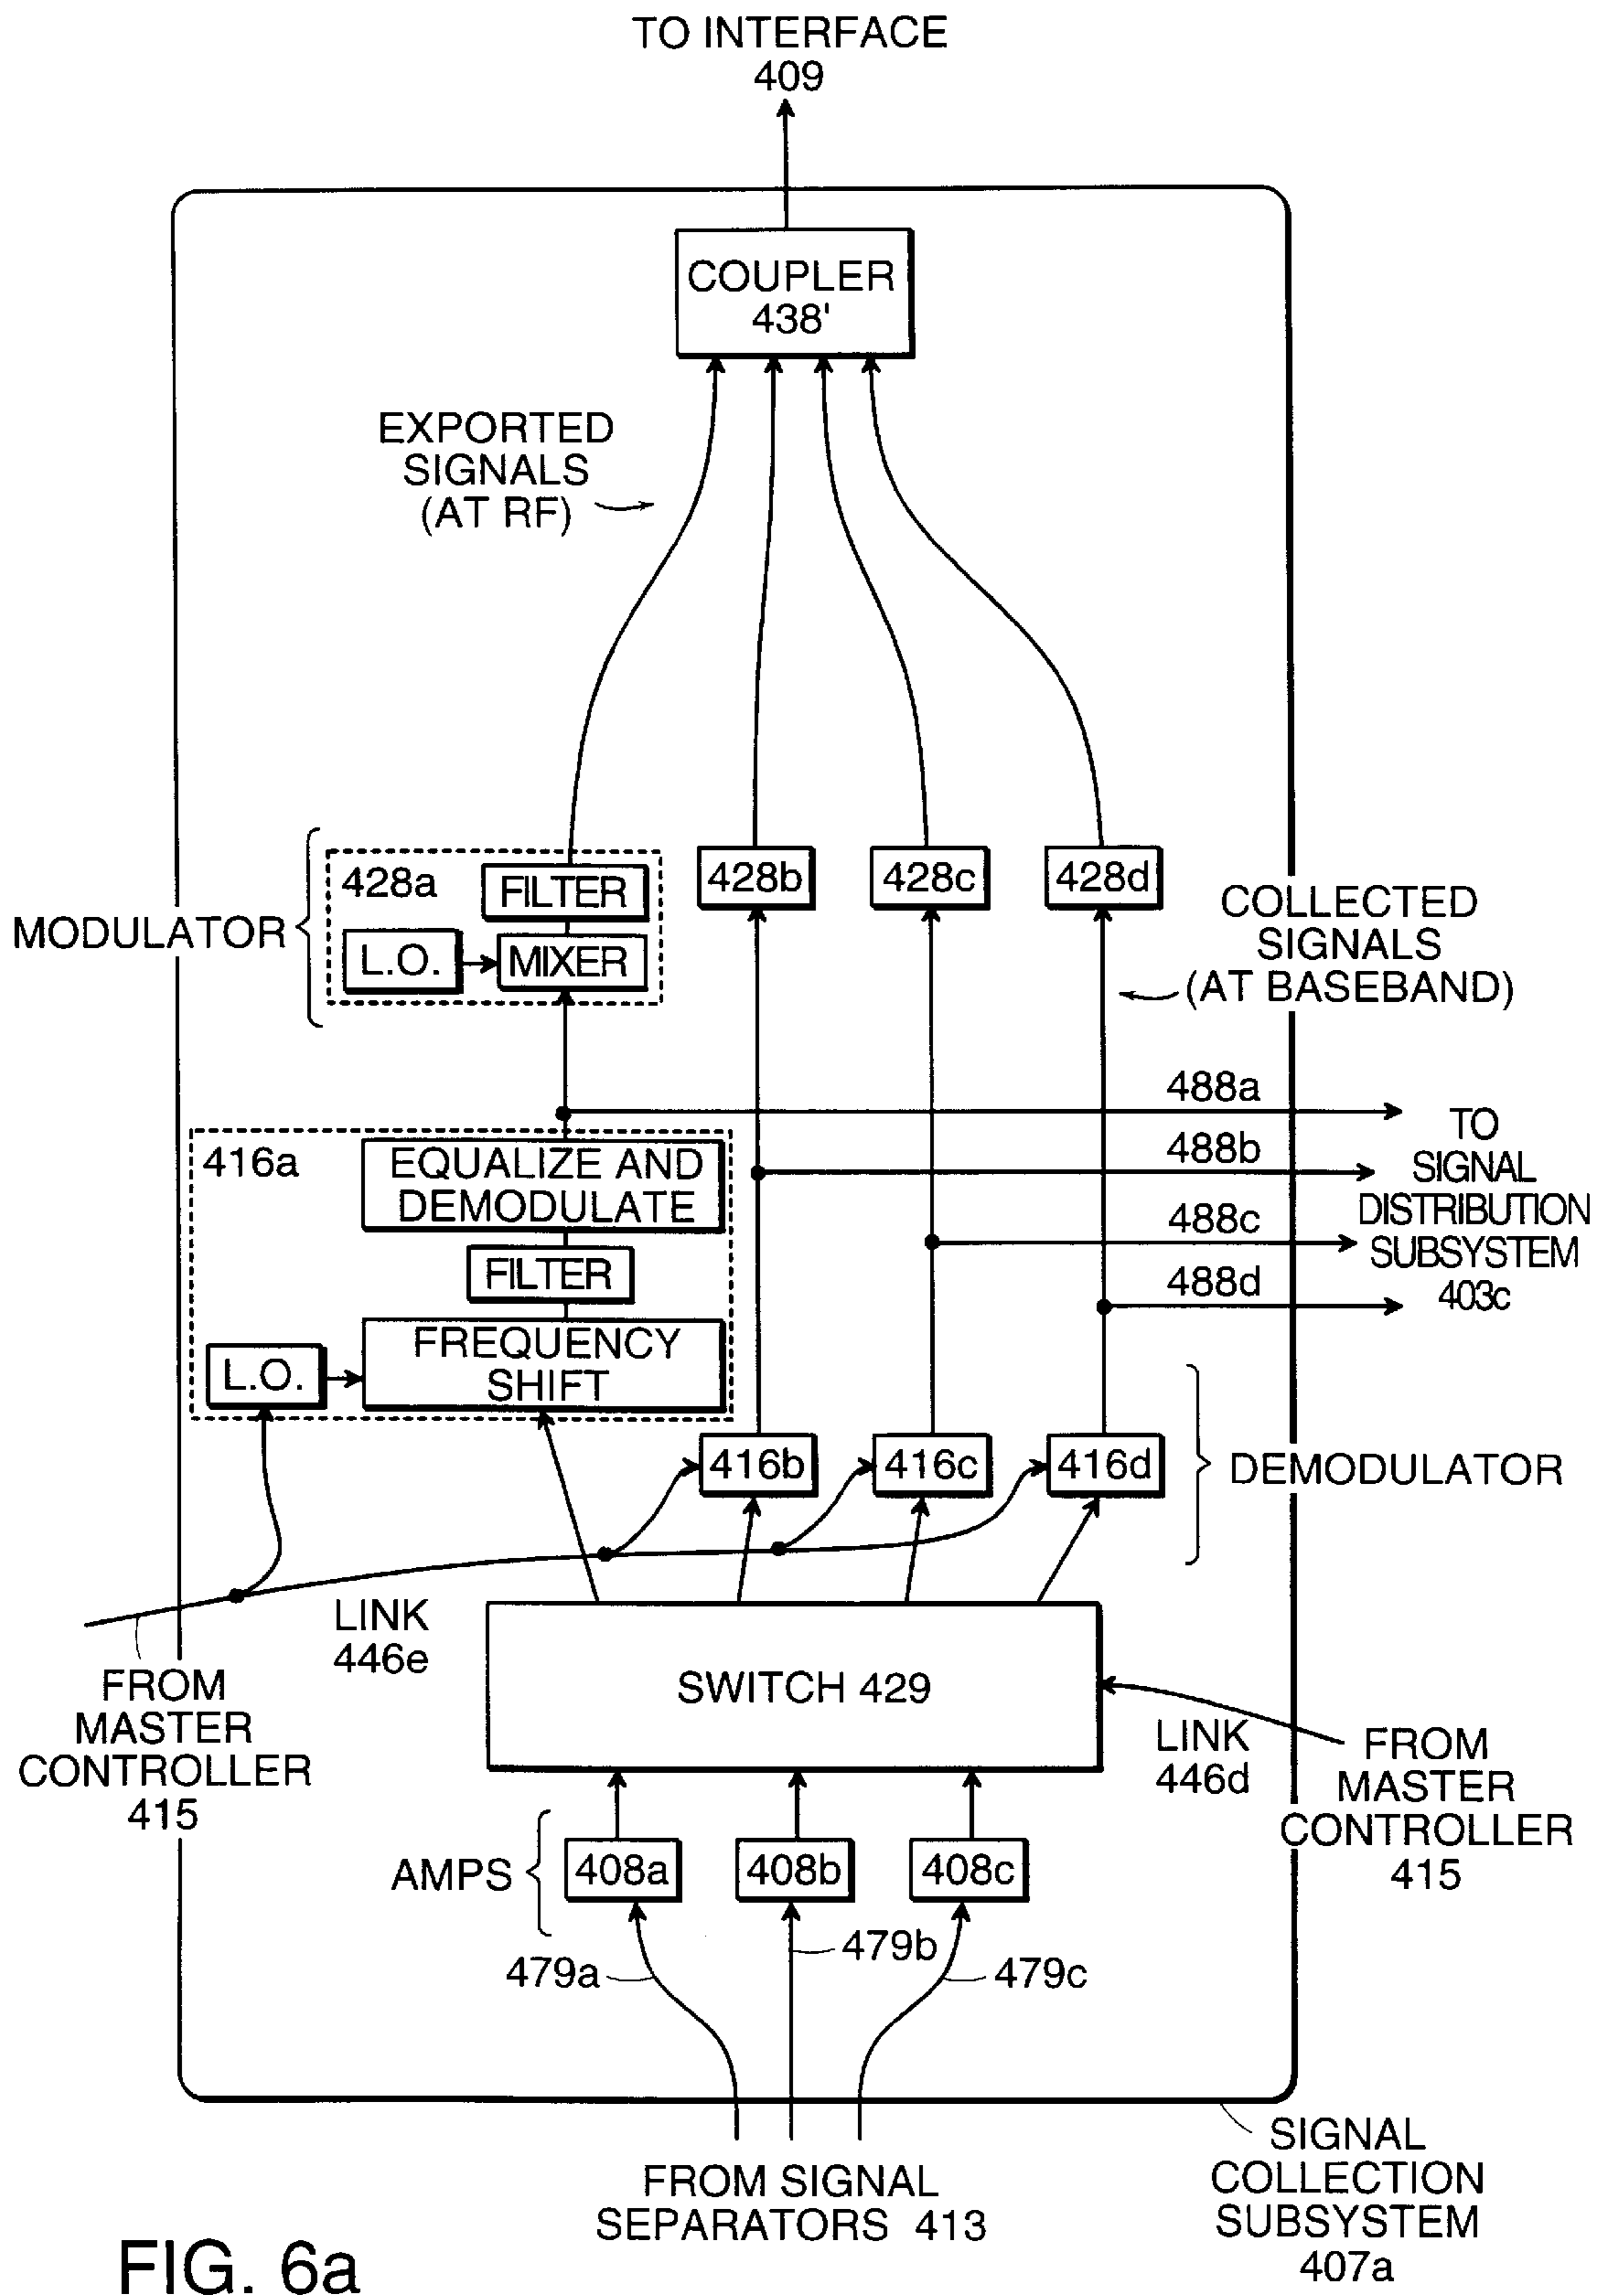 TO INTERFACE
409
COUPLER
438'
EXPORTED
SIGNALS
(AT RF)
428a
FILTER
L.O.
MIXER
MODULATOR
428b
428c
428d
COLLECTED
SIGNALS
(AT BASEBAND)
488a
488b
488c
488d
TO
SIGNAL
DISTRIBUTION
SUBSYSTEM
403c
416a
EQUALIZE AND
DEMODULATE
FILTER
L.O.
FREQUENCY
SHIFT
416b
416c
416d
DEMODULATOR
LINK
446e
FROM
MASTER
CONTROLLER
415
SWITCH 429
LINK
446d
FROM
MASTER
CONTROLLER
415
AMPS
408a
408b
408c
479a
479b
479c
FROM SIGNAL
SEPARATORS 413
SIGNAL
COLLECTION
SUBSYSTEM
407a
FIG. 6a